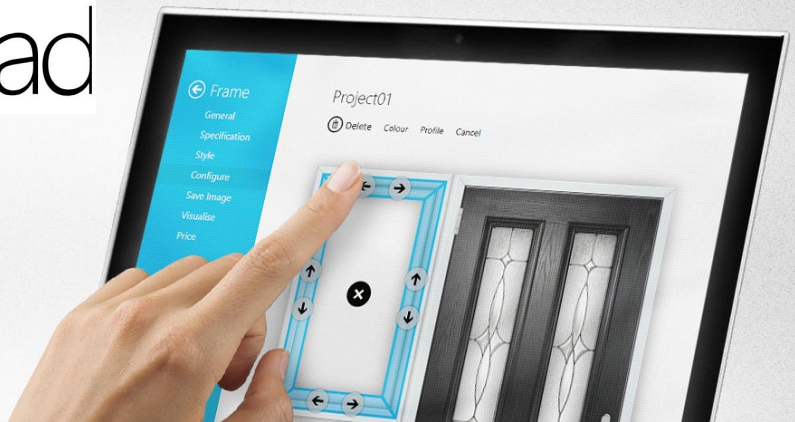 ad
Frame
General
Specification
Style
Configure
Save Image
Visualise
Price
Project01
Delete Colour Profile Cancel